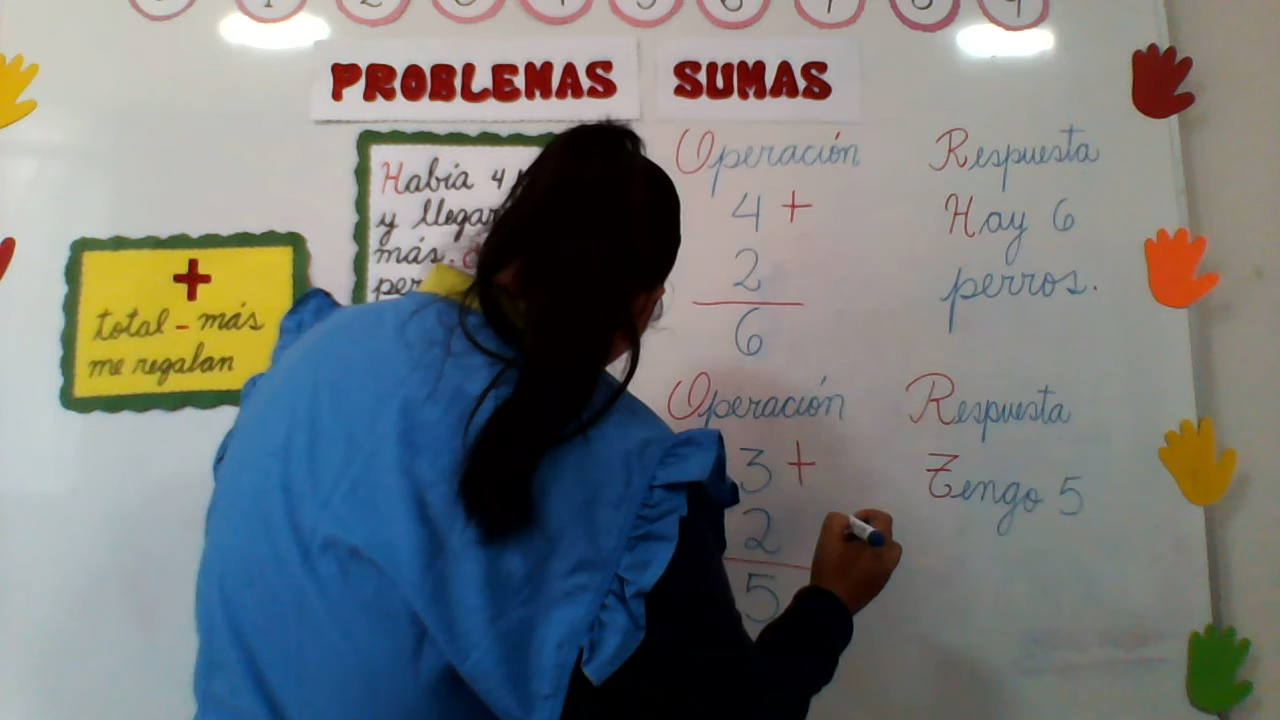 PROBLEMAS SUMAS
Había 4
y llegar
más.
total - más
me regalan
Operación
4 +
2
6
Respuesta
Hay 6
perros.
Operación
3 +
2
5
Respuesta
Tengo 5